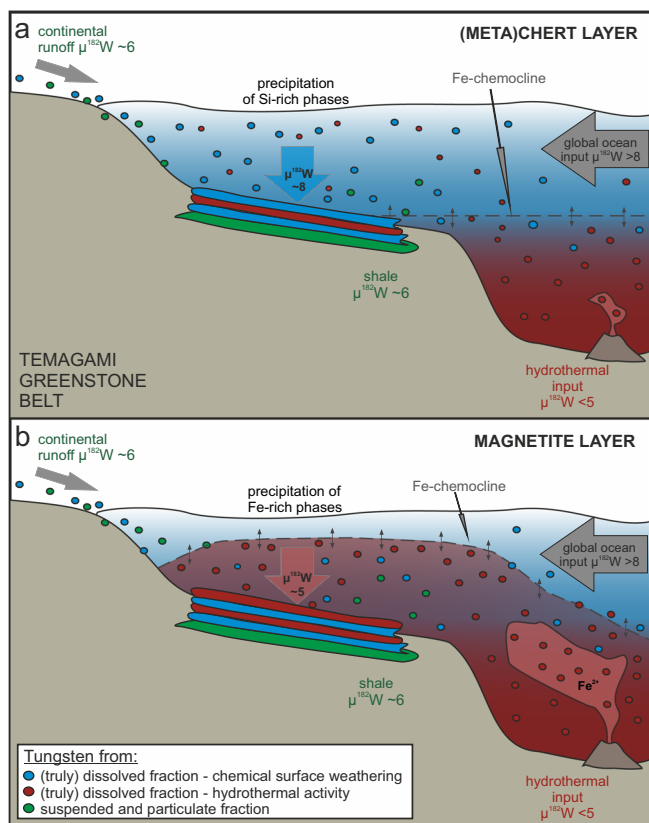 a
continental
runoff µ¹⁸²W ~6
(META)CHERT LAYER
precipitation
of Si-rich phases
Fe-chemocline
global ocean
input µ¹⁸²W >8
µ¹⁸²W
~8
shale
µ¹⁸²W ~6
TEMAGAMI
GREENSTONE
BELT
hydrothermal
input
µ¹⁸²W <5
b
continental
runoff µ¹⁸²W ~6
MAGNETITE LAYER
precipitation of
Fe-rich phases
Fe-chemocline
global ocean
input µ¹⁸²W >8
µ¹⁸²W
~5
shale
µ¹⁸²W ~6
Fe²⁺
Tungsten from:
(truly) dissolved fraction - chemical surface weathering
(truly) dissolved fraction - hydrothermal activity
suspended and particulate fraction
hydrothermal
input
µ¹⁸²W <5